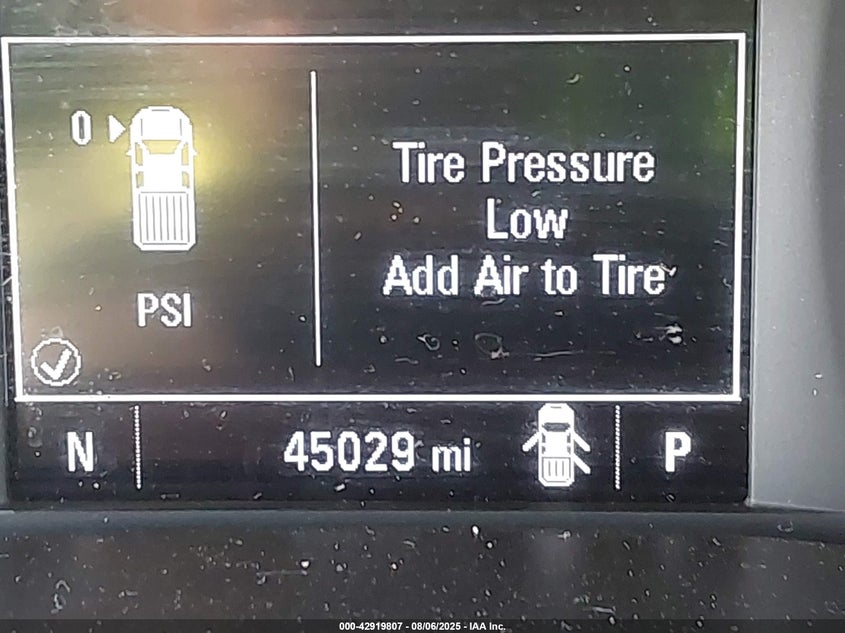 0
Tire Pressure
Low
Add Air to Tire
PSI
N
45029 mi
P
000-42919807 - 08/06/2025 - IAA Inc.